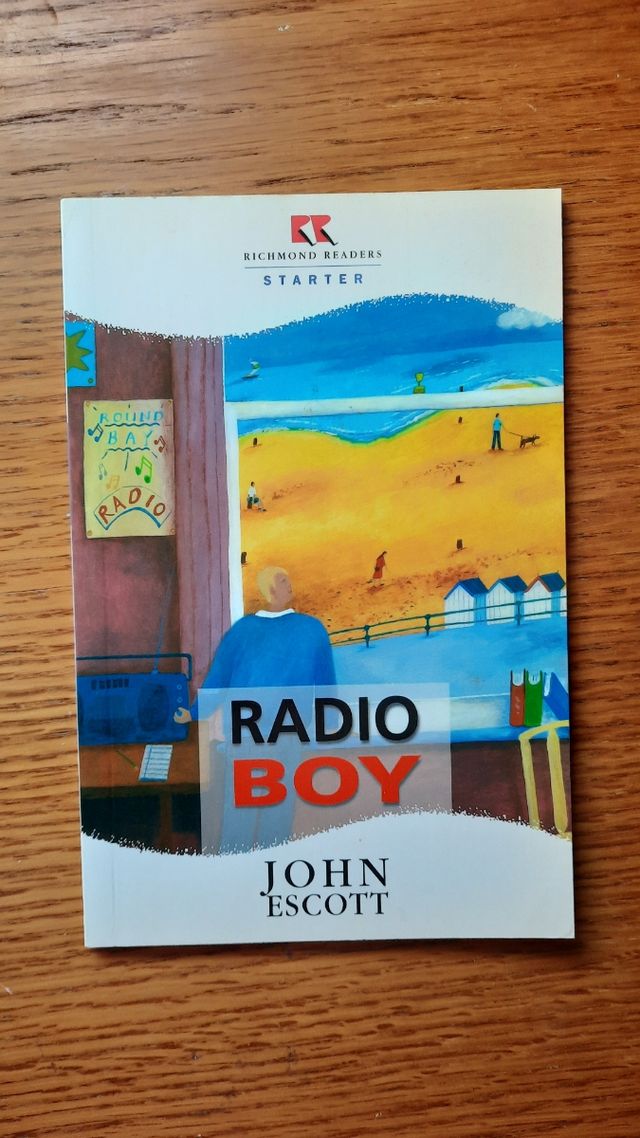 RICHMOND READERS
STARTER
ROUND
BAY
RADIO
RADIO
BOY
JOHN
ESCOTT